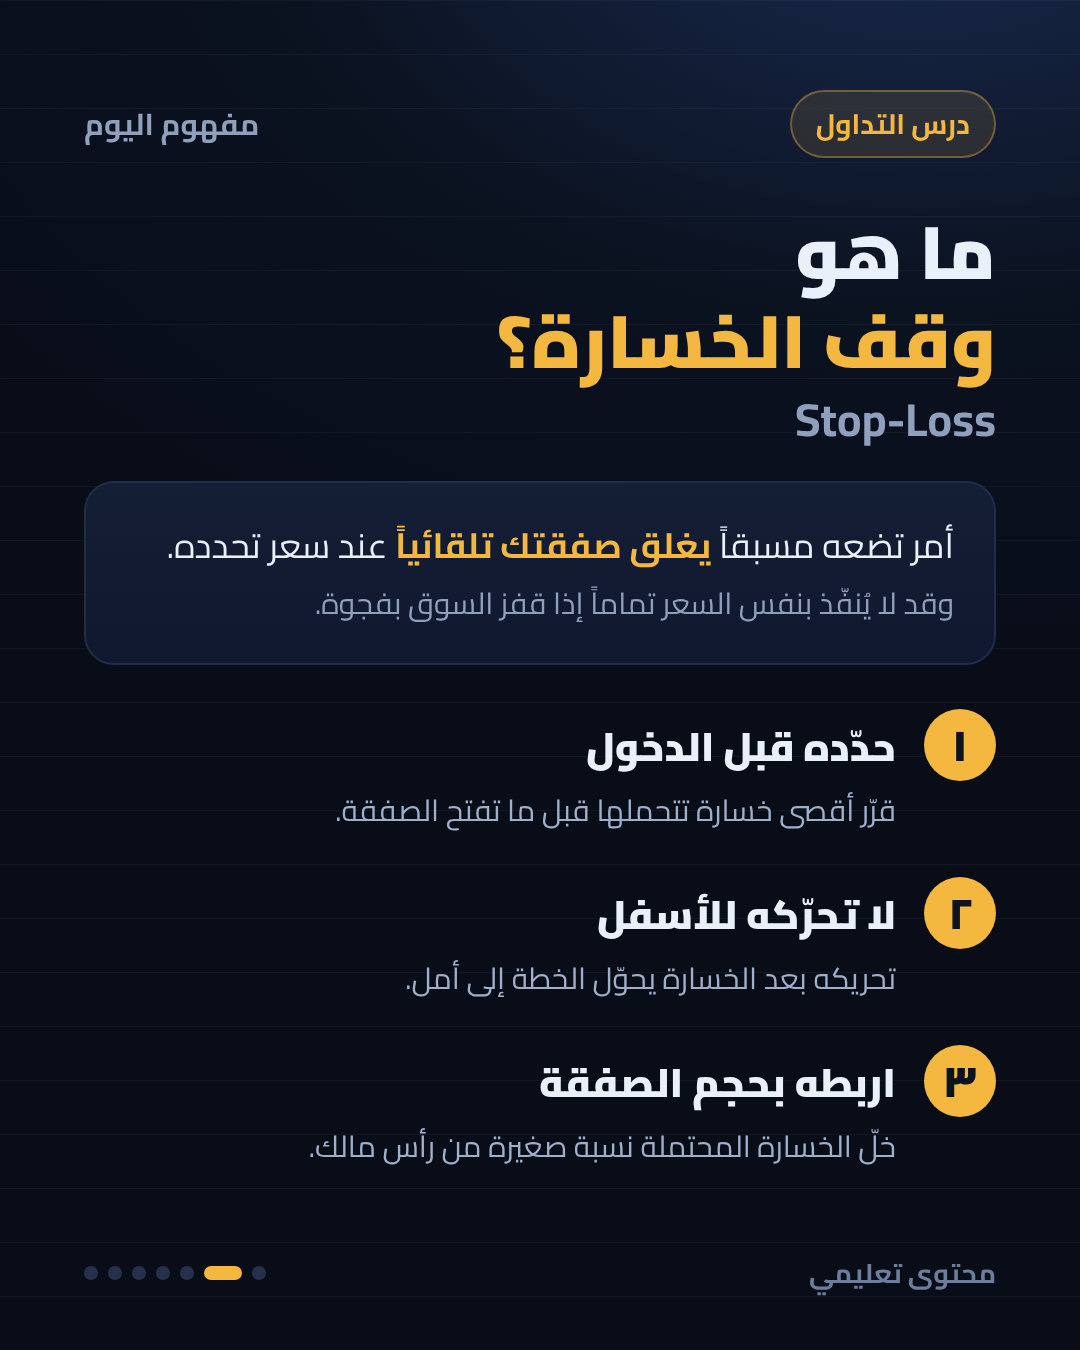 درس التداول
مفهوم اليوم
ما هو
وقف الخسارة؟
Stop-Loss
أمر تضعه مسبقاً يغلق صفقتك تلقائياً عند سعر تحدده.
وقد لا يُنفّذ بنفس السعر تماماً إذا قفز السوق بفجوة.
١
حدّده قبل الدخول
قرّر أقصى خسارة تتحملها قبل ما تفتح الصفقة.
٢
لا تحرّكه للأسفل
تحريكه بعد الخسارة يحوّل الخطة إلى أمل.
٣
اربطه بحجم الصفقة
خلّ الخسارة المحتملة نسبة صغيرة من رأس مالك.
محتوى تعليمي